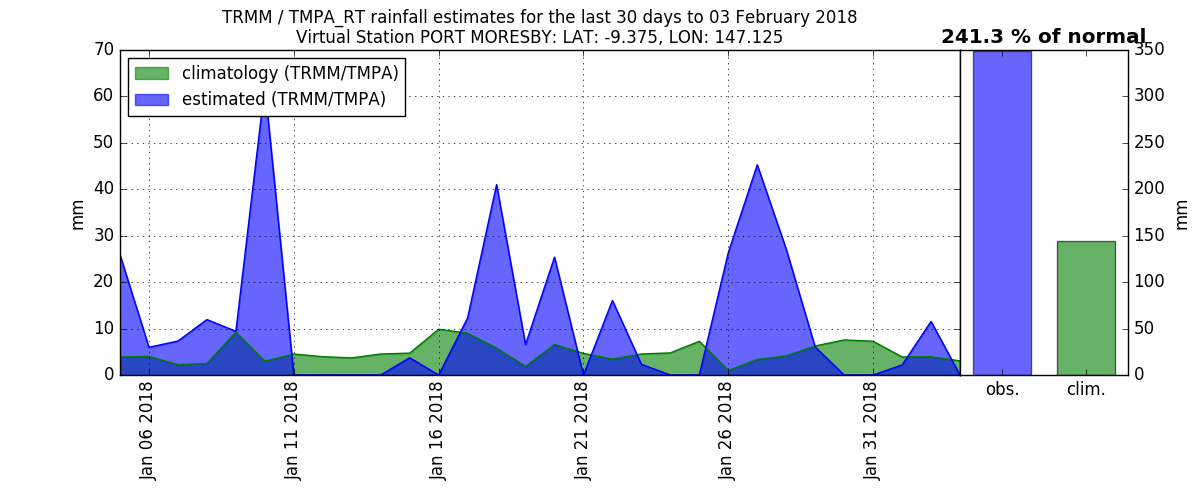 TRMM / TMPA_RT rainfall estimates for the last 30 days to 03 February 2018
Virtual Station PORT MORESBY: LAT: -9.375, LON: 147.125
241.3 % of normal
climatology (TRMM/TMPA)
estimated (TRMM/TMPA)
70
60
50
40
30
20
10
0
mm
Jan 06 2018
Jan 11 2018
Jan 16 2018
Jan 21 2018
Jan 26 2018
Jan 31 2018
obs.
clim.
350
300
250
200
150
100
50
0
mm